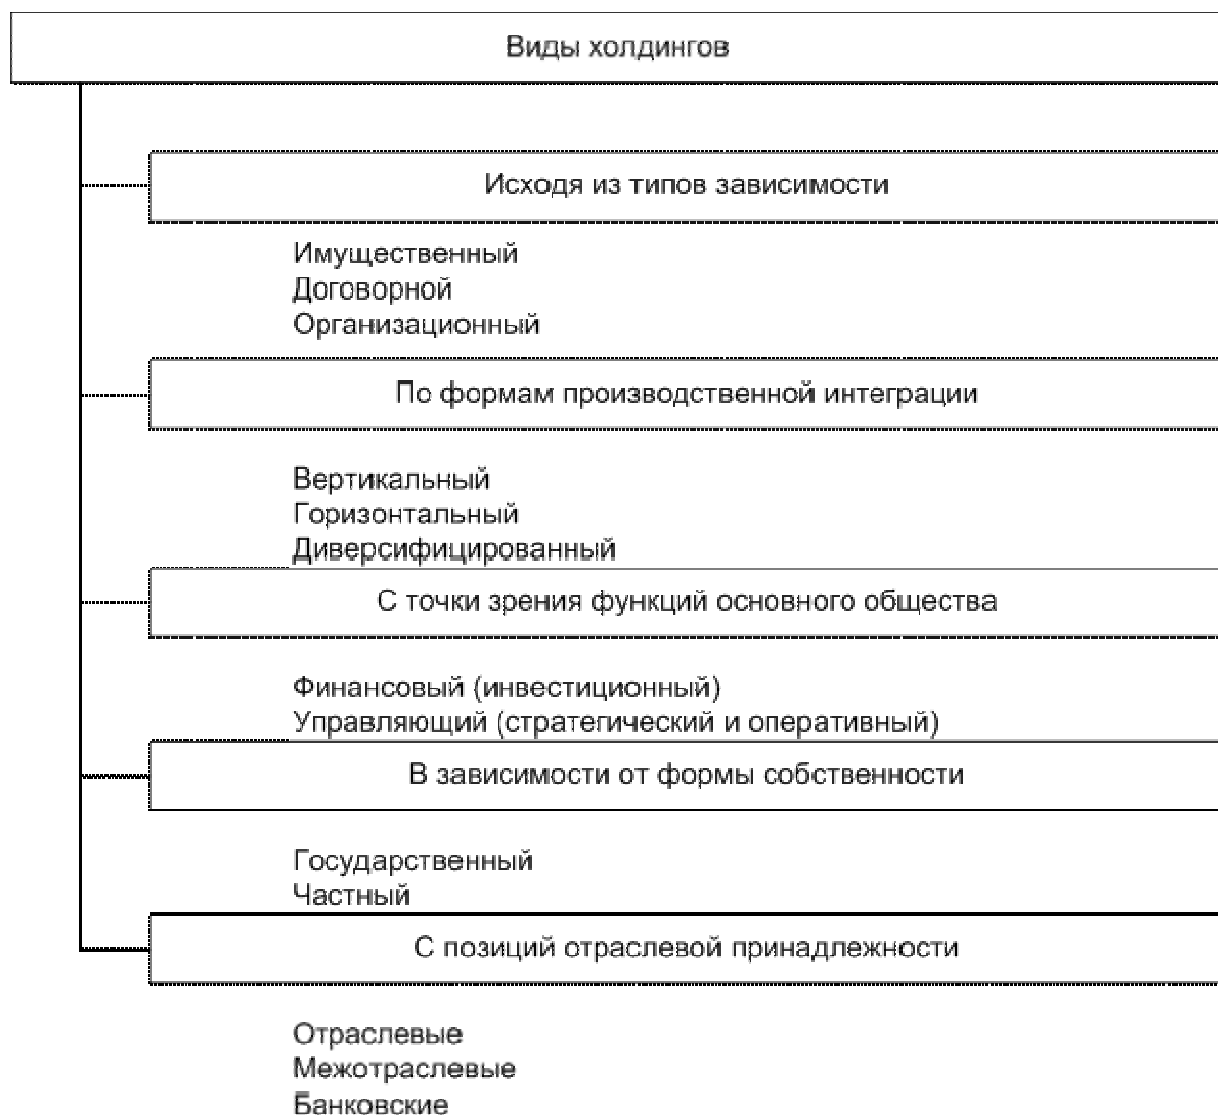 Виды холдингов
Исходя из типов зависимости
Имущественный
Договорной
Организационный
По формам производственной интеграции
Вертикальный
Горизонтальный
Диверсифицированный
С точки зрения функций основного общества
Финансовый (инвестиционный)
Управляющий (стратегический и оперативный)
В зависимости от формы собственности
Государственный
Частный
С позиций отраслевой принадлежности
Отраслевые
Межотраслевые
Банковские